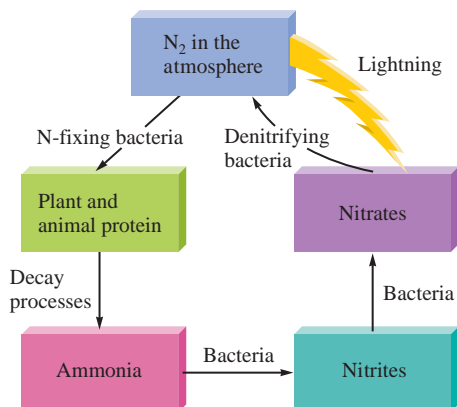 N₂ in the
atmosphere
Lightning
N-fixing bacteria
Denitrifying
bacteria
Plant and
animal protein
Nitrates
Decay
processes
Bacteria
Ammonia
Bacteria
Nitrites